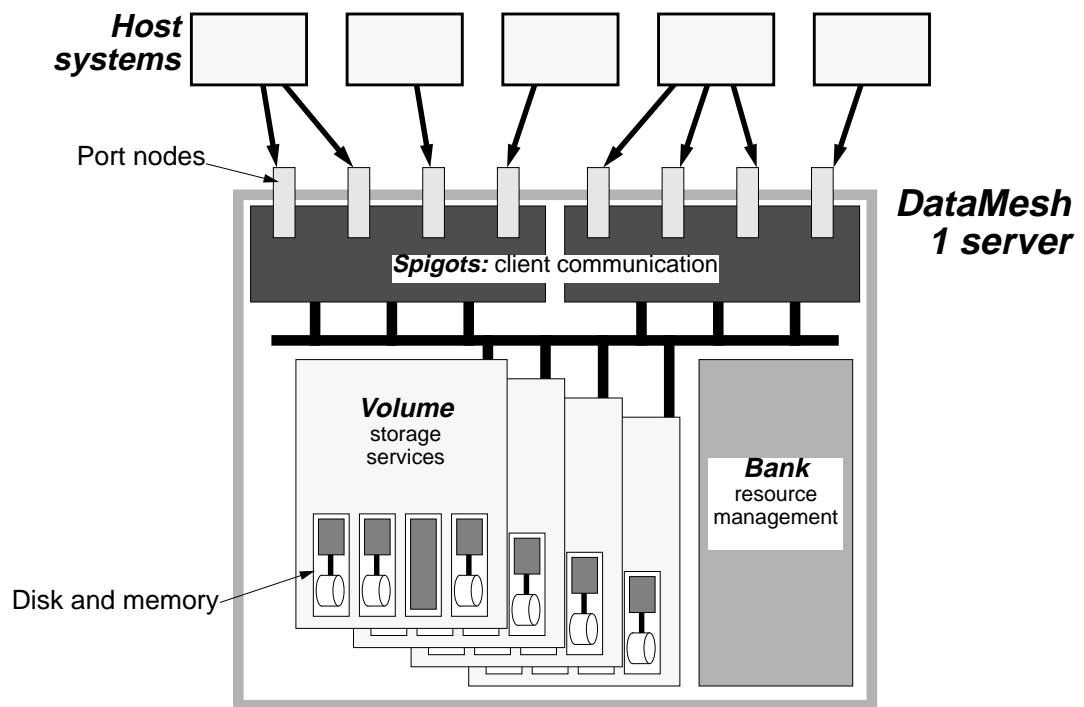 Host
systems
Port nodes
DataMesh
1 server
Spigots: client communication
Volume
storage
services
Bank
resource
management
Disk and memory